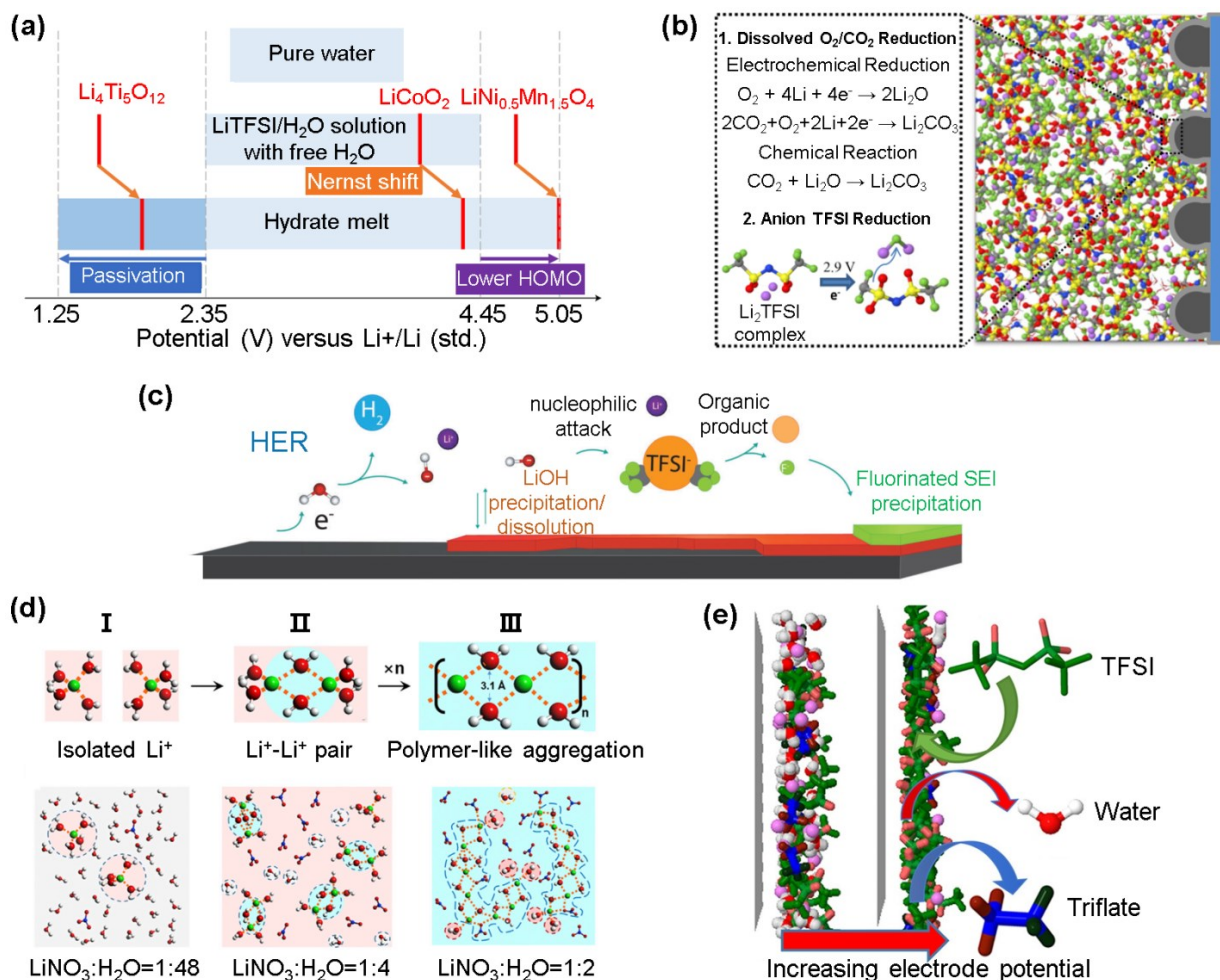 (a)
Pure water
Li₄Ti₅O₁₂
LiCoO₂
LiNi₀.₅Mn₁.₅O₄
LiTFSI/H₂O solution
with free H₂O
Nernst shift
Hydrate melt
Passivation
Lower HOMO
1.25
2.35
4.45
5.05
Potential (V) versus Li+/Li (std.)
(b)
1. Dissolved O₂/CO₂ Reduction
Electrochemical Reduction
O₂ + 4Li + 4e⁻ → 2Li₂O
2CO₂+O₂+2Li+2e⁻ → Li₂CO₃
Chemical Reaction
CO₂ + Li₂O → Li₂CO₃
2. Anion TFSI Reduction
2.9 V
e⁻
Li₂TFSI
complex
(c)
HER
H₂
Li⁺
e⁻
nucleophilic
attack
Li⁺
LiOH
precipitation/
dissolution
TFSI⁻
Organic
product
F⁻
Fluorinated SEI
precipitation
(d)
I
II
III
×n
3.1 Å
n
Isolated Li⁺
Li⁺-Li⁺ pair
Polymer-like aggregation
LiNO₃:H₂O=1:48
LiNO₃:H₂O=1:4
LiNO₃:H₂O=1:2
(e)
TFSI
Water
Triflate
Increasing electrode potential